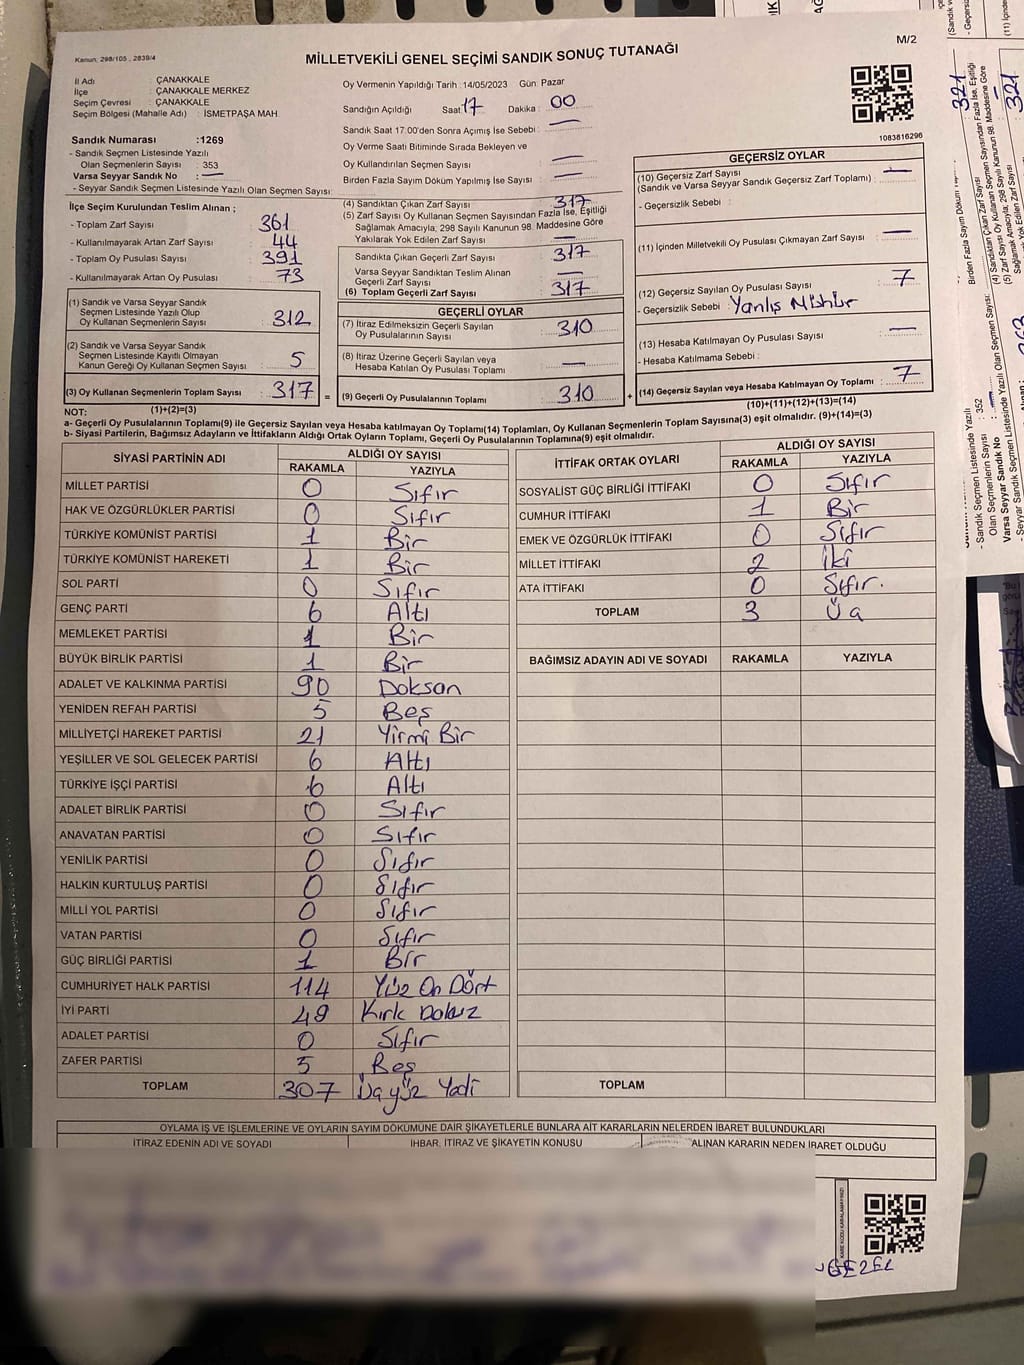 Kanun; 298/105 , 2839/4
MİLLETVEKİLİ GENEL SEÇİMİ SANDIK SONUÇ TUTANAĞI
M/2
İl Adı : ÇANAKKALE
İlçe : ÇANAKKALE MERKEZ
Seçim Çevresi : ÇANAKKALE
Seçim Bölgesi (Mahalle Adı) : İSMETPAŞA MAH.
Oy Vermenin Yapıldığı Tarih : 14/05/2023 Gün: Pazar
Sandığın Açıldığı Saat: 17 Dakika : 00
Sandık Saat 17:00'den Sonra Açımış İse Sebebi : —
Oy Verme Saati Bitiminde Sırada Bekleyen ve
Oy Kullandırılan Seçmen Sayısı : —
Birden Fazla Sayım Döküm Yapılmış İse Sayısı : —
1083816296
Sandık Numarası :1269
- Sandık Seçmen Listesinde Yazılı
Olan Seçmenlerin Sayısı : 353
Varsa Seyyar Sandık No : —
- Seyyar Sandık Seçmen Listesinde Yazılı Olan Seçmen Sayısı:
İlçe Seçim Kurulundan Teslim Alınan ;
- Toplam Zarf Sayısı : 361
- Kullanılmayarak Artan Zarf Sayısı : 44
- Toplam Oy Pusulası Sayısı : 391
- Kullanılmayarak Artan Oy Pusulası : 73
(1) Sandık ve Varsa Seyyar Sandık
Seçmen Listesinde Yazılı Olup
Oy Kullanan Seçmenlerin Sayısı : 312
(2) Sandık ve Varsa Seyyar Sandık
Seçmen Listesinde Kayıtlı Olmayan
Kanun Gereği Oy Kullanan Seçmen Sayısı : 5
(3) Oy Kullanan Seçmenlerin Toplam Sayısı : 317 =
(1)+(2)=(3)
(4) Sandıktan Çıkan Zarf Sayısı : 317
(5) Zarf Sayısı Oy Kullanan Seçmen Sayısından Fazla İse, Eşitliği
Sağlamak Amacıyla, 298 Sayılı Kanunun 98. Maddesine Göre
Yakılarak Yok Edilen Zarf Sayısı : —
Sandıkta Çıkan Geçerli Zarf Sayısı : 317
Varsa Seyyar Sandıktan Teslim Alınan
Geçerli Zarf Sayısı : —
(6) Toplam Geçerli Zarf Sayısı : 317
GEÇERLİ OYLAR
(7) İtiraz Edilmeksizin Geçerli Sayılan
Oy Pusulalarının Sayısı : 310
(8) İtiraz Üzerine Geçerli Sayılan veya
Hesaba Katılan Oy Pusulası Toplamı : —
(9) Geçerli Oy Pusulalarının Toplamı : 310 +
GEÇERSİZ OYLAR
(10) Geçersiz Zarf Sayısı : —
(Sandık ve Varsa Seyyar Sandık Geçersiz Zarf Toplamı)
- Geçersizlik Sebebi :
(11) İçinden Milletvekili Oy Pusulası Çıkmayan Zarf Sayısı : —
(12) Geçersiz Sayılan Oy Pusulası Sayısı : 7
- Geçersizlik Sebebi : Yanlış Mühür
(13) Hesaba Katılmayan Oy Pusulası Sayısı : —
- Hesaba Katılmama Sebebi :
(14) Geçersiz Sayılan veya Hesaba Katılmayan Oy Toplamı : 7
(10)+(11)+(12)+(13)=(14)
NOT:
a- Geçerli Oy Pusulalarının Toplamı(9) ile Geçersiz Sayılan veya Hesaba katılmayan Oy Toplamı(14) Toplamları, Oy Kullanan Seçmenlerin Toplam Sayısına(3) eşit olmalıdır. (9)+(14)=(3)
b- Siyasi Partilerin, Bağımsız Adayların ve İttifakların Aldığı Ortak Oyların Toplamı, Geçerli Oy Pusulalarının Toplamına(9) eşit olmalıdır.
SİYASİ PARTİNİN ADI ALDIĞI OY SAYISI
RAKAMLA YAZIYLA
MİLLET PARTİSİ 0 Sıfır
HAK VE ÖZGÜRLÜKLER PARTİSİ 0 Sıfır
TÜRKİYE KOMÜNİST PARTİSİ 1 Bir
TÜRKİYE KOMÜNİST HAREKETİ 1 Bir
SOL PARTİ 0 Sıfır
GENÇ PARTİ 6 Altı
MEMLEKET PARTİSİ 1 Bir
BÜYÜK BİRLİK PARTİSİ 1 Bir
ADALET VE KALKINMA PARTİSİ 90 Doksan
YENİDEN REFAH PARTİSİ 5 Beş
MİLLİYETÇİ HAREKET PARTİSİ 21 Yirmi Bir
YEŞİLLER VE SOL GELECEK PARTİSİ 6 Altı
TÜRKİYE İŞÇİ PARTİSİ 6 Altı
ADALET BİRLİK PARTİSİ 0 Sıfır
ANAVATAN PARTİSİ 0 Sıfır
YENİLİK PARTİSİ 0 Sıfır
HALKIN KURTULUŞ PARTİSİ 0 Sıfır
MİLLİ YOL PARTİSİ 0 Sıfır
VATAN PARTİSİ 0 Sıfır
GÜÇ BİRLİĞİ PARTİSİ 1 Bir
CUMHURİYET HALK PARTİSİ 114 Yüz On Dört
İYİ PARTİ 49 Kırk Dokuz
ADALET PARTİSİ 0 Sıfır
ZAFER PARTİSİ 5 Beş
TOPLAM 307 Üçyüz Yedi
İTTİFAK ORTAK OYLARI ALDIĞI OY SAYISI
RAKAMLA YAZIYLA
SOSYALİST GÜÇ BİRLİĞİ İTTİFAKI 0 Sıfır
CUMHUR İTTİFAKI 1 Bir
EMEK VE ÖZGÜRLÜK İTTİFAKI 0 Sıfır
MİLLET İTTİFAKI 2 İki
ATA İTTİFAKI 0 Sıfır.
TOPLAM 3 Üç
BAĞIMSIZ ADAYIN ADI VE SOYADI RAKAMLA YAZIYLA
TOPLAM
OYLAMA İŞ VE İŞLEMLERİNE VE OYLARIN SAYIM DÖKÜMÜNE DAİR ŞİKAYETLERLE BUNLARA AİT KARARLARIN NELERDEN İBARET BULUNDUKLARI
İTİRAZ EDENİN ADI VE SOYADI İHBAR, İTİRAZ VE ŞİKAYETİN KONUSU ALINAN KARARIN NEDEN İBARET OLDUĞU